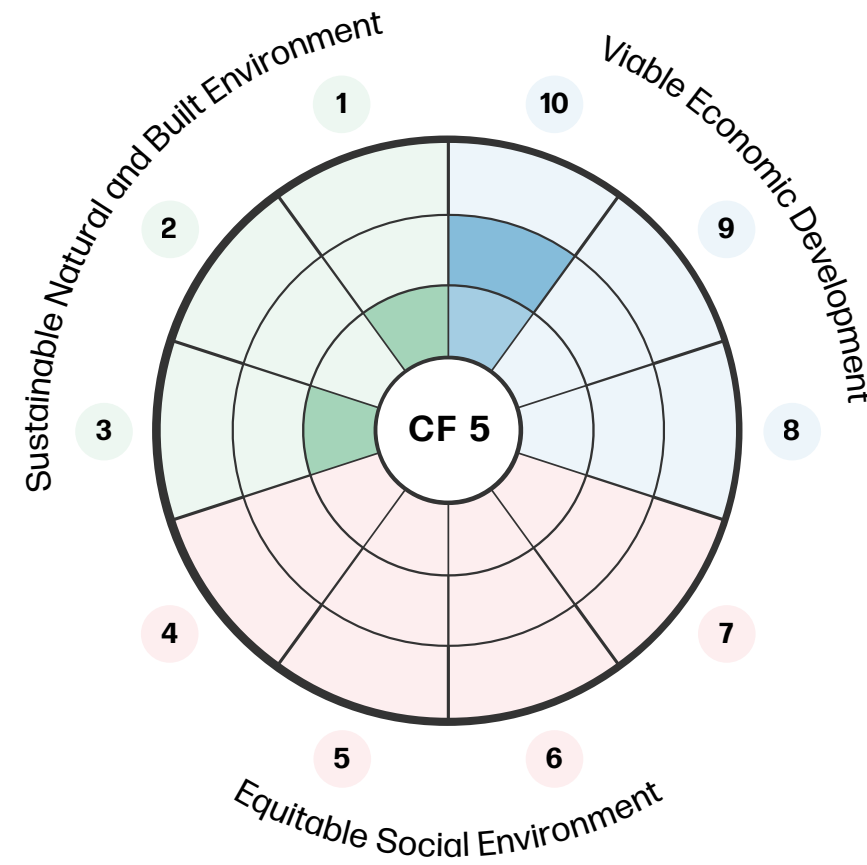 Sustainable Natural and Built Environment
Viable Economic Development
1
10
2
9
3
CF 5
8
4
7
5
6
Equitable Social Environment